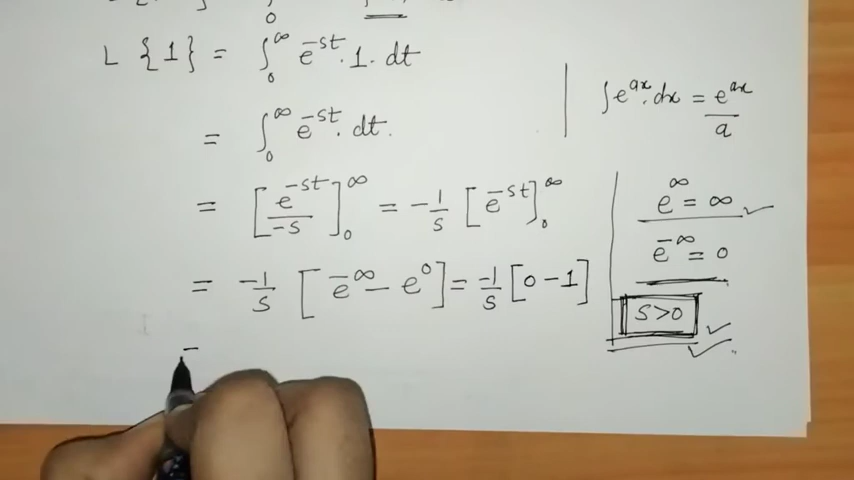 0
L {1} = ∫₀^∞ e^-st . 1 . dt
= ∫₀^∞ e^-st . dt.
= [e^-st / -s]₀^∞ = -1/s [e^-st]₀^∞
= -1/s [e^-∞ - e^0] = -1/s [0 - 1]
∫e^ax . dx = e^ax / a
e^∞ = ∞
e^-∞ = 0
s>0